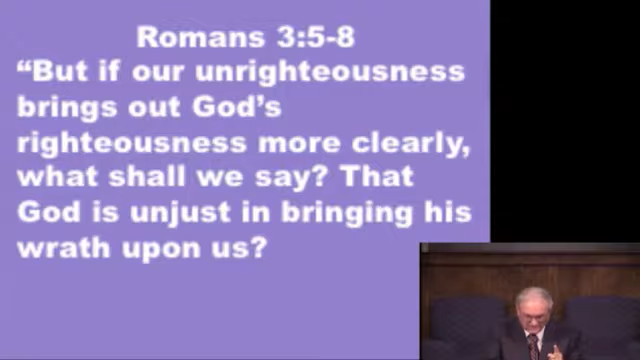 Romans 3:5-8
“But if our unrighteousness
brings out God’s
righteousness more clearly,
what shall we say? That
God is unjust in bringing his
wrath upon us?